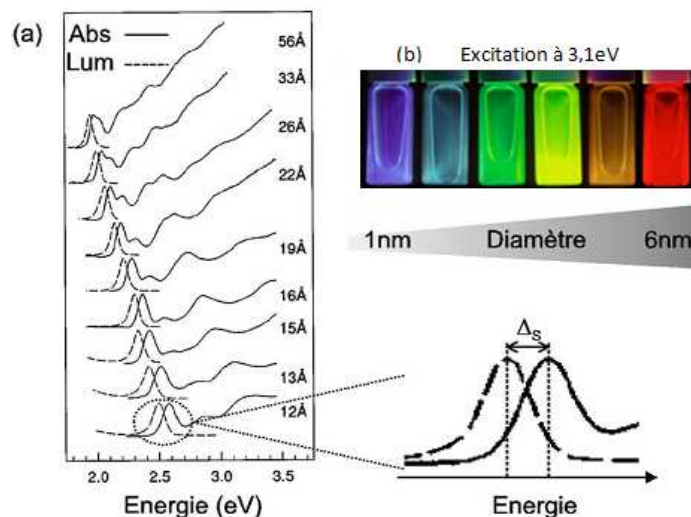 (a)
Abs
Lum
56Å
33Å
26Å
22Å
19Å
16Å
15Å
13Å
12Å
2.0 2.5 3.0 3.5
Energie (eV)
(b) Excitation à 3,1eV
1nm Diamètre 6nm
Δs
Energie